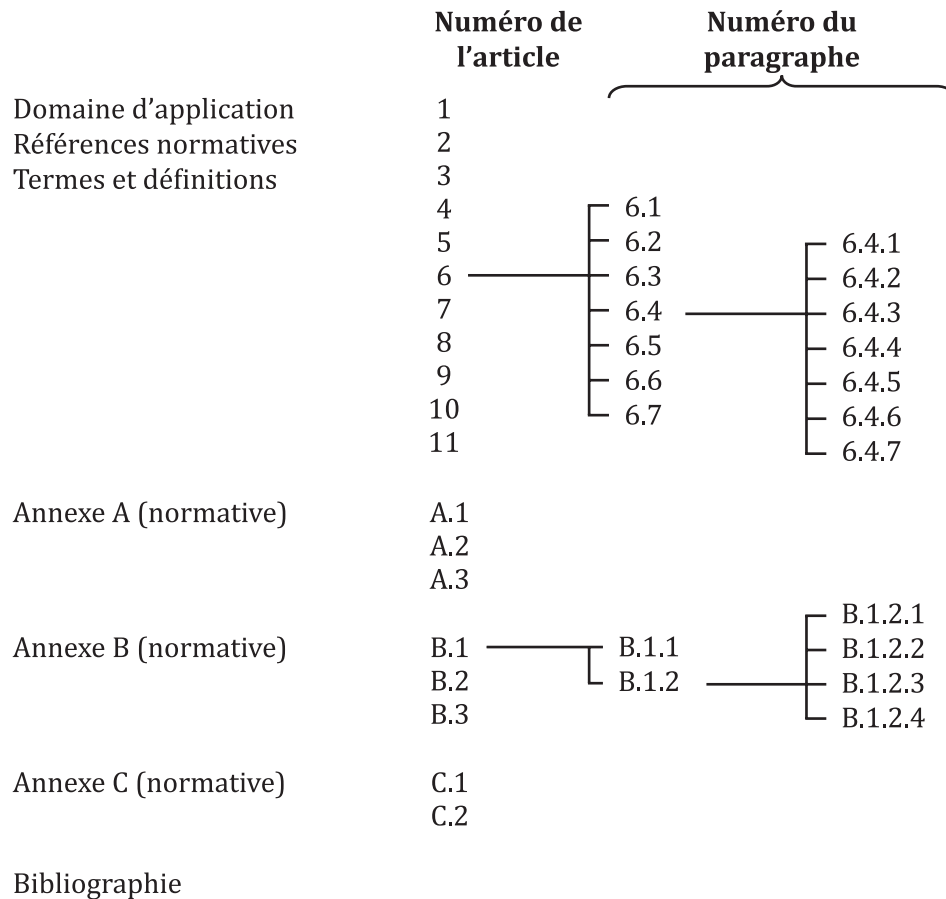 Numéro de l’article
Numéro du paragraphe
Domaine d’application 1
Références normatives 2
Termes et définitions 3
4 6.1
5 6.2 6.4.1
6 6.3 6.4.2
7 6.4 6.4.3
8 6.5 6.4.4
9 6.6 6.4.5
10 6.7 6.4.6
11 6.4.7
Annexe A (normative) A.1
A.2
A.3
B.1.2.1
Annexe B (normative) B.1 B.1.1 B.1.2.2
B.2 B.1.2 B.1.2.3
B.3 B.1.2.4
Annexe C (normative) C.1
C.2
Bibliographie